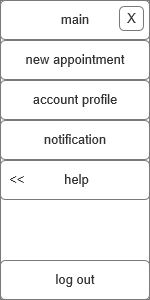 main X
new appointment
account profile
notification
<< help
log out